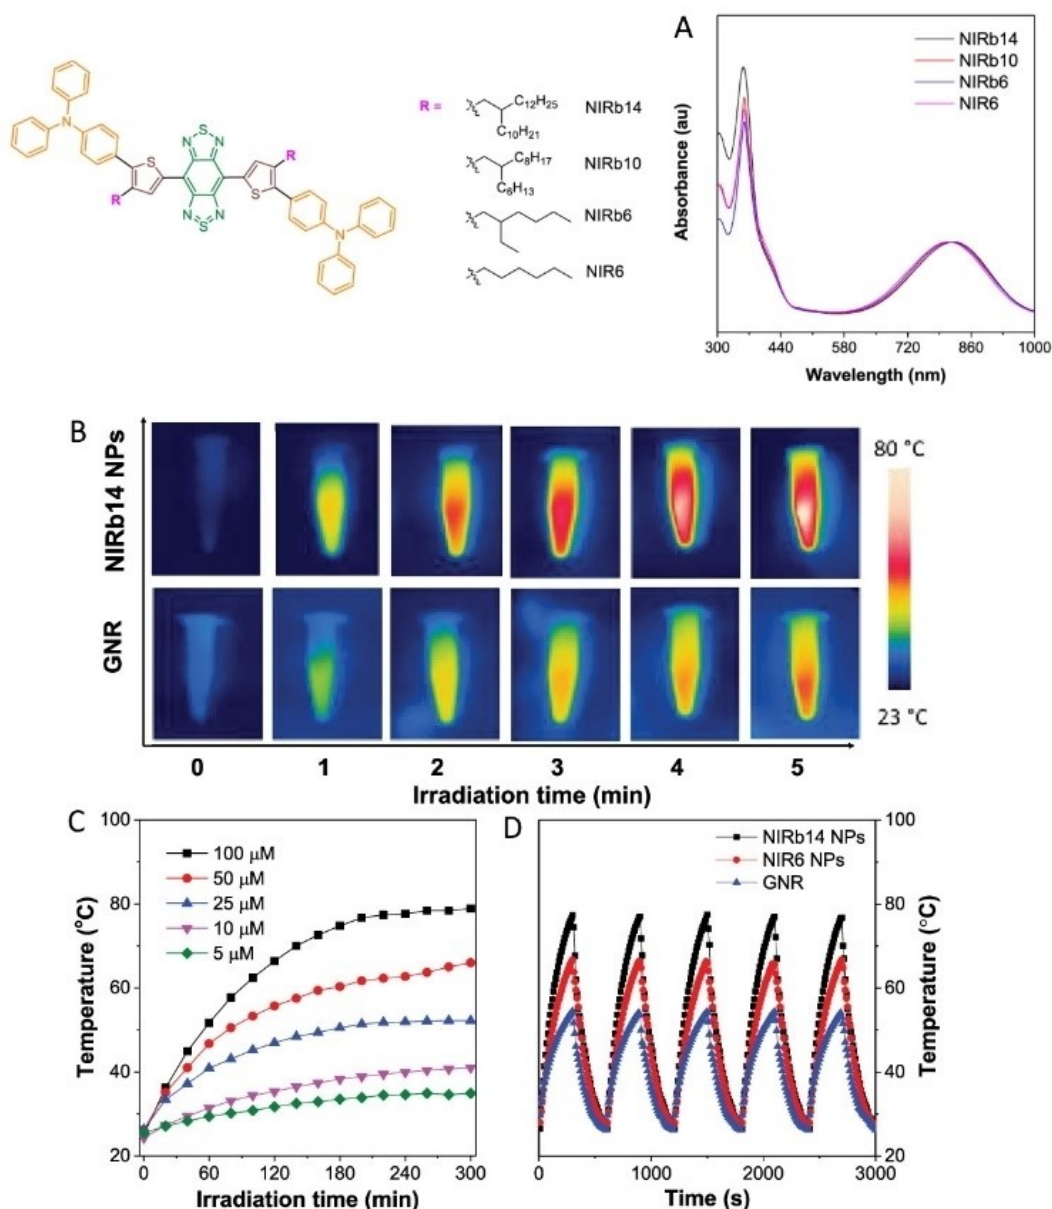 R =
C12H25
C10H21
NIRb14
C8H17
C6H13
NIRb10
NIRb6
NIR6
N
N
S
N
N
S
R
R
S
N
N
S
N
A
NIRb14
NIRb10
NIRb6
NIR6
Absorbance (au)
300 440 580 720 860 1000
Wavelength (nm)
B
NIRb14 NPs
GNR
80 °C
23 °C
0 1 2 3 4 5
Irradiation time (min)
C
100 μM
50 μM
25 μM
10 μM
5 μM
Temperature (°C)
100
80
60
40
20
0 60 120 180 240 300
Irradiation time (min)
D
NIRb14 NPs
NIR6 NPs
GNR
100
80
60
40
20
Temperature (°C)
0 1000 2000 3000
Time (s)